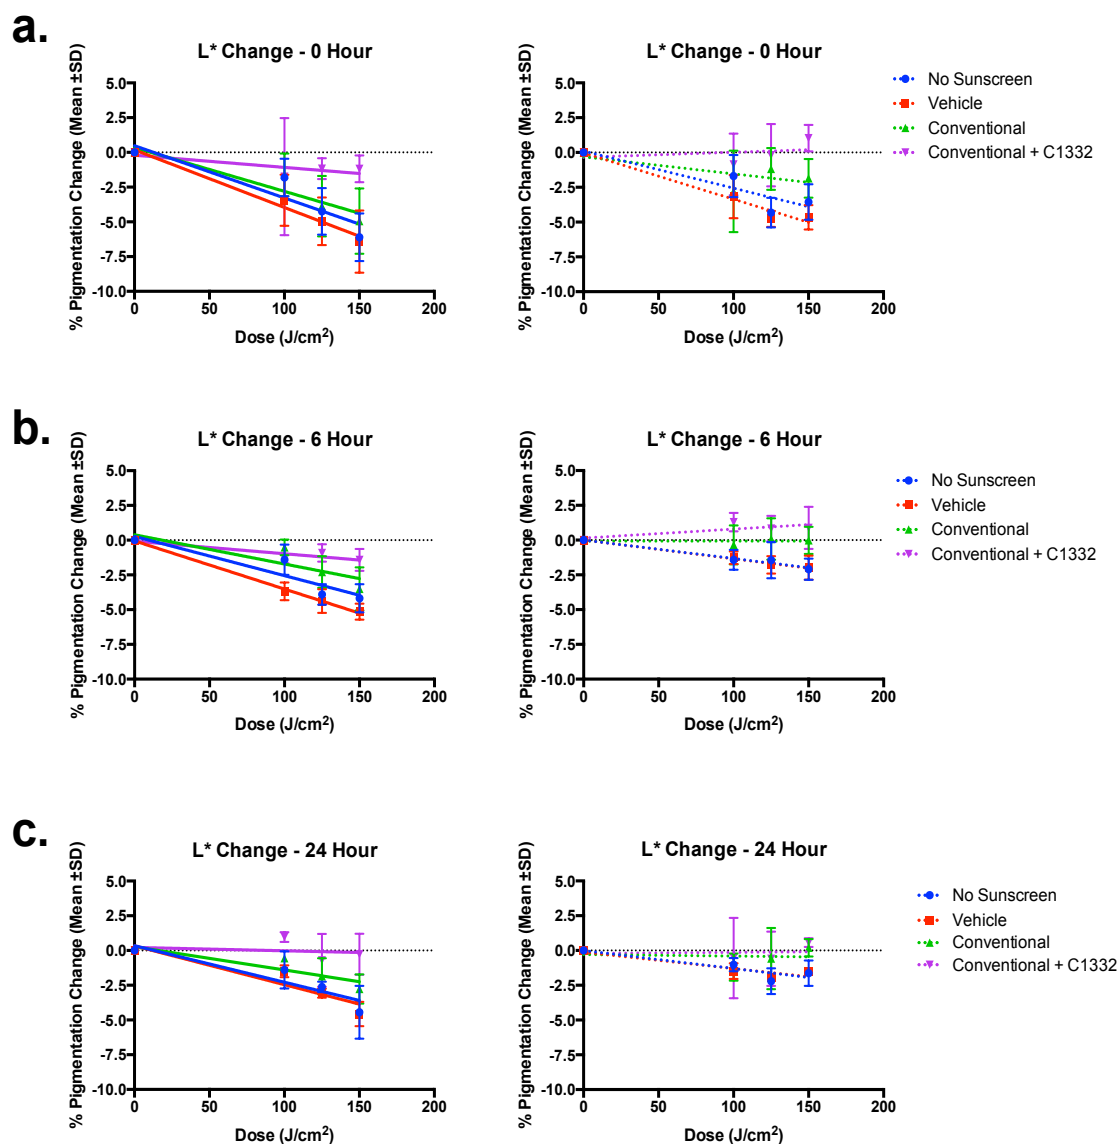 a.
L* Change - 0 Hour
% Pigmentation Change (Mean ±SD)
5.0
2.5
0.0
-2.5
-5.0
-7.5
-10.0
0 50 100 150 200
Dose (J/cm²)
L* Change - 0 Hour
% Pigmentation Change (Mean ±SD)
5.0
2.5
0.0
-2.5
-5.0
-7.5
-10.0
0 50 100 150 200
Dose (J/cm²)
No Sunscreen
Vehicle
Conventional
Conventional + C1332
b.
L* Change - 6 Hour
% Pigmentation Change (Mean ±SD)
5.0
2.5
0.0
-2.5
-5.0
-7.5
-10.0
0 50 100 150 200
Dose (J/cm²)
L* Change - 6 Hour
% Pigmentation Change (Mean ±SD)
5.0
2.5
0.0
-2.5
-5.0
-7.5
-10.0
0 50 100 150 200
Dose (J/cm²)
No Sunscreen
Vehicle
Conventional
Conventional + C1332
c.
L* Change - 24 Hour
% Pigmentation Change (Mean ±SD)
5.0
2.5
0.0
-2.5
-5.0
-7.5
-10.0
0 50 100 150 200
Dose (J/cm²)
L* Change - 24 Hour
% Pigmentation Change (Mean ±SD)
5.0
2.5
0.0
-2.5
-5.0
-7.5
-10.0
0 50 100 150 200
Dose (J/cm²)
No Sunscreen
Vehicle
Conventional
Conventional + C1332